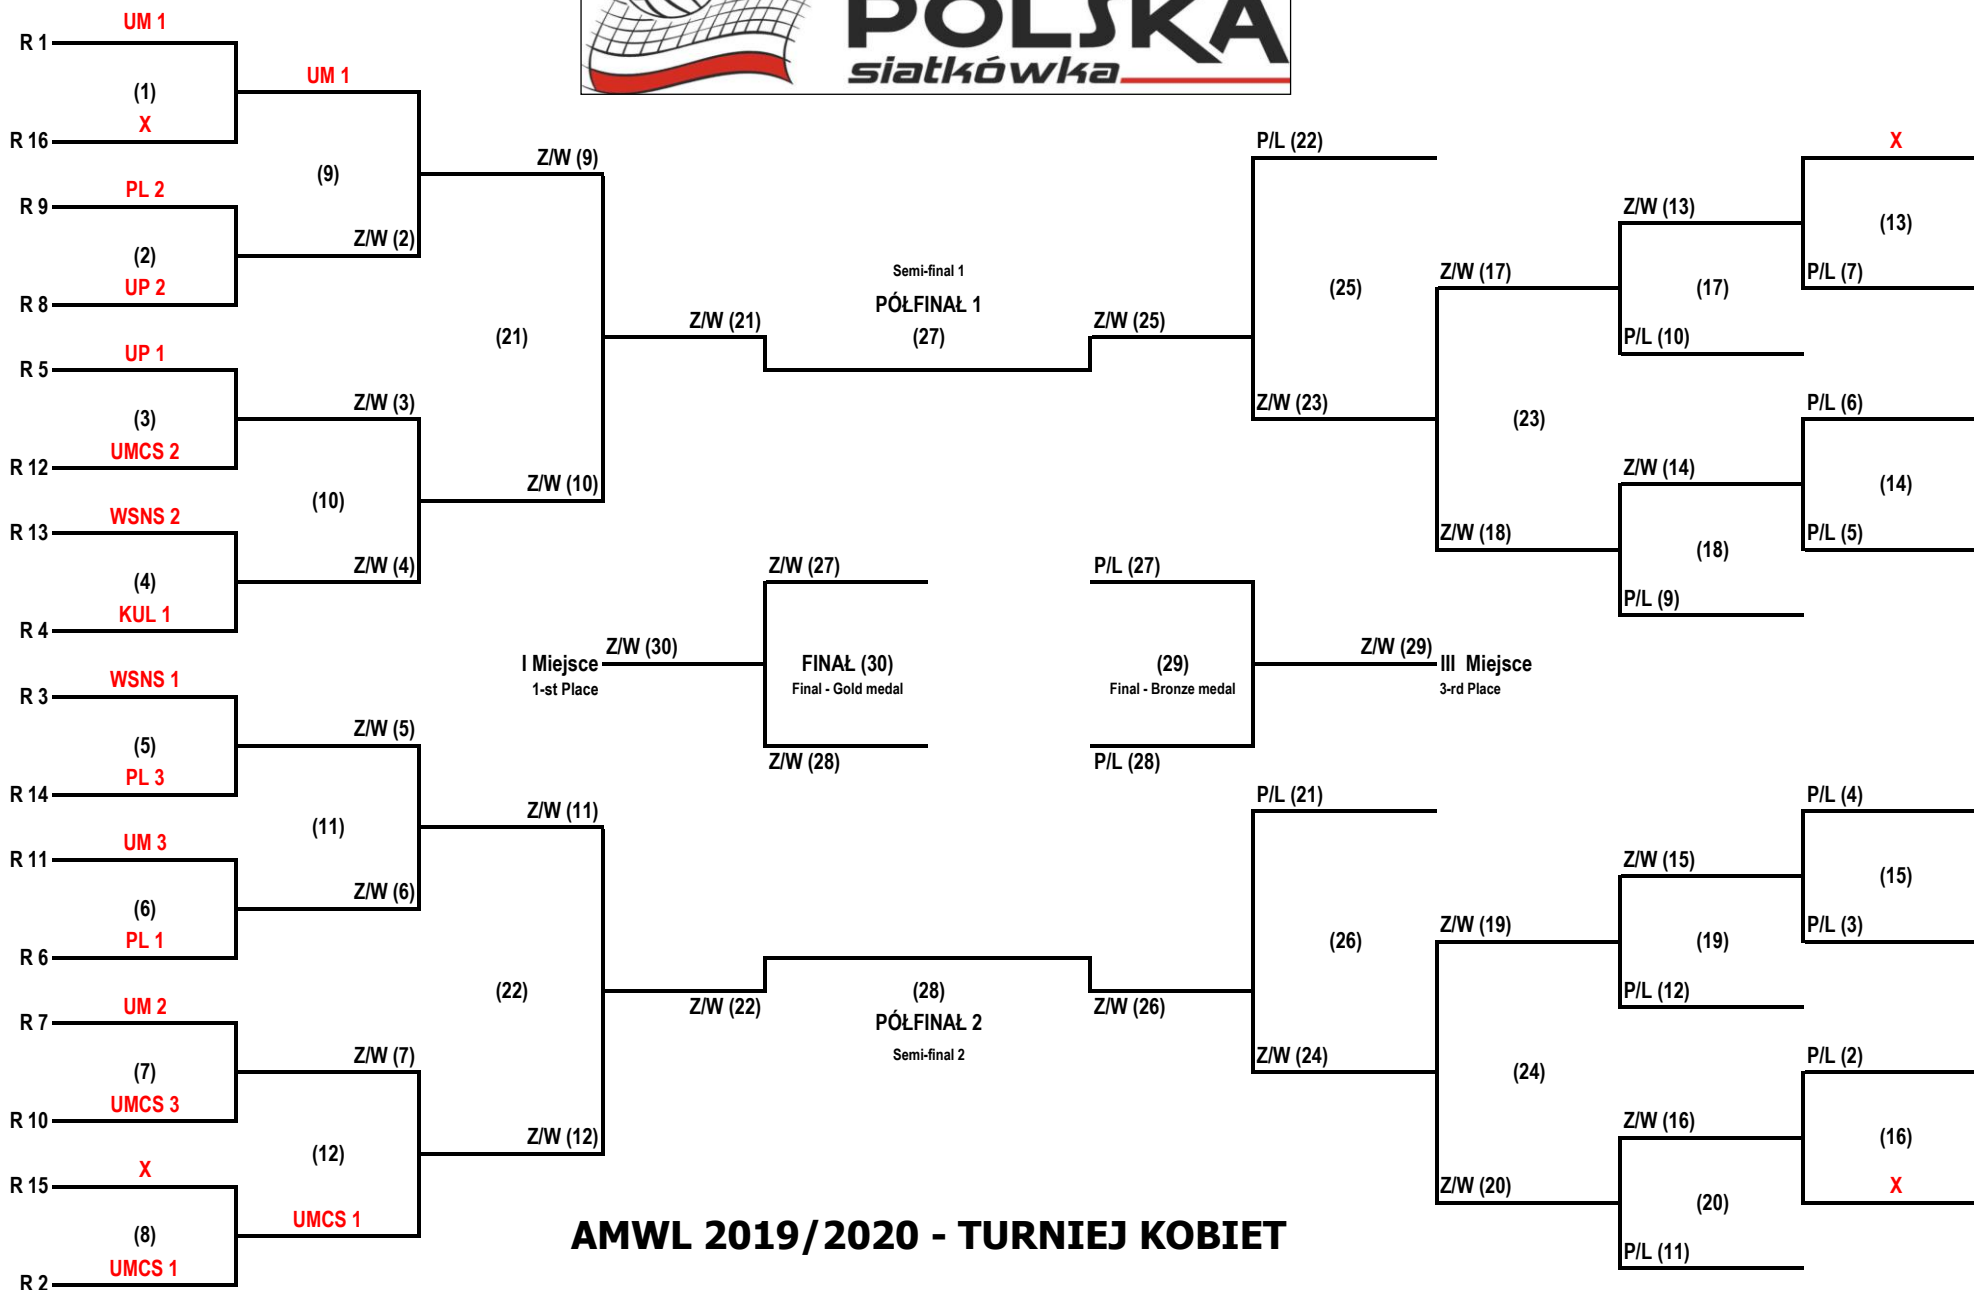 POLSKA
siatkówka
UM 1
R 1
(1)
X
R 16
UM 1
PL 2
R 9
(2)
UP 2
R 8
(9)
Z/W (2)
UP 1
R 5
(3)
UMCS 2
R 12
Z/W (3)
WSNS 2
R 13
(4)
KUL 1
R 4
(10)
Z/W (4)
WSNS 1
R 3
(5)
PL 3
R 14
Z/W (5)
UM 3
R 11
(6)
PL 1
R 6
(11)
Z/W (6)
UM 2
R 7
(7)
UMCS 3
R 10
Z/W (7)
X
R 15
(8)
UMCS 1
R 2
(12)
UMCS 1
Z/W (9)
(21)
Z/W (10)
Z/W (11)
(22)
Z/W (12)
Z/W (21)
Semi-final 1
PÓŁFINAŁ 1
(27)
Z/W (25)
Z/W (27)
I Miejsce
Z/W (30)
1-st Place
FINAŁ (30)
Final - Gold medal
Z/W (28)
P/L (27)
(29)
Final - Bronze medal
P/L (28)
Z/W (29)
III Miejsce
3-rd Place
Z/W (22)
(28)
PÓŁFINAŁ 2
Semi-final 2
Z/W (26)
P/L (22)
(25)
Z/W (23)
Z/W (17)
(23)
Z/W (18)
Z/W (13)
(17)
P/L (10)
Z/W (14)
(18)
P/L (9)
X
(13)
P/L (7)
P/L (6)
(14)
P/L (5)
P/L (21)
(26)
Z/W (24)
Z/W (19)
(24)
Z/W (20)
Z/W (15)
(19)
P/L (12)
Z/W (16)
(20)
P/L (11)
P/L (4)
(15)
P/L (3)
P/L (2)
(16)
X
AMWL 2019/2020 - TURNIEJ KOBIET